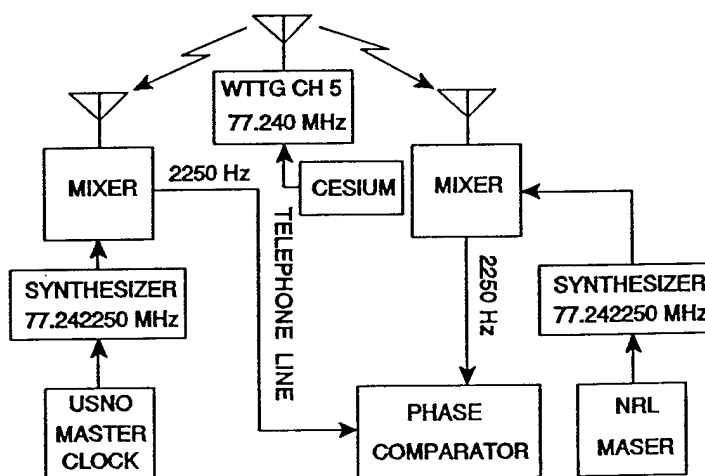 WTTG CH 5
77.240 MHz
MIXER
2250 Hz
CESIUM
MIXER
TELEPHONE LINE
2250 Hz
SYNTHESIZER
77.242250 MHz
SYNTHESIZER
77.242250 MHz
USNO
MASTER
CLOCK
PHASE
COMPARATOR
NRL
MASER